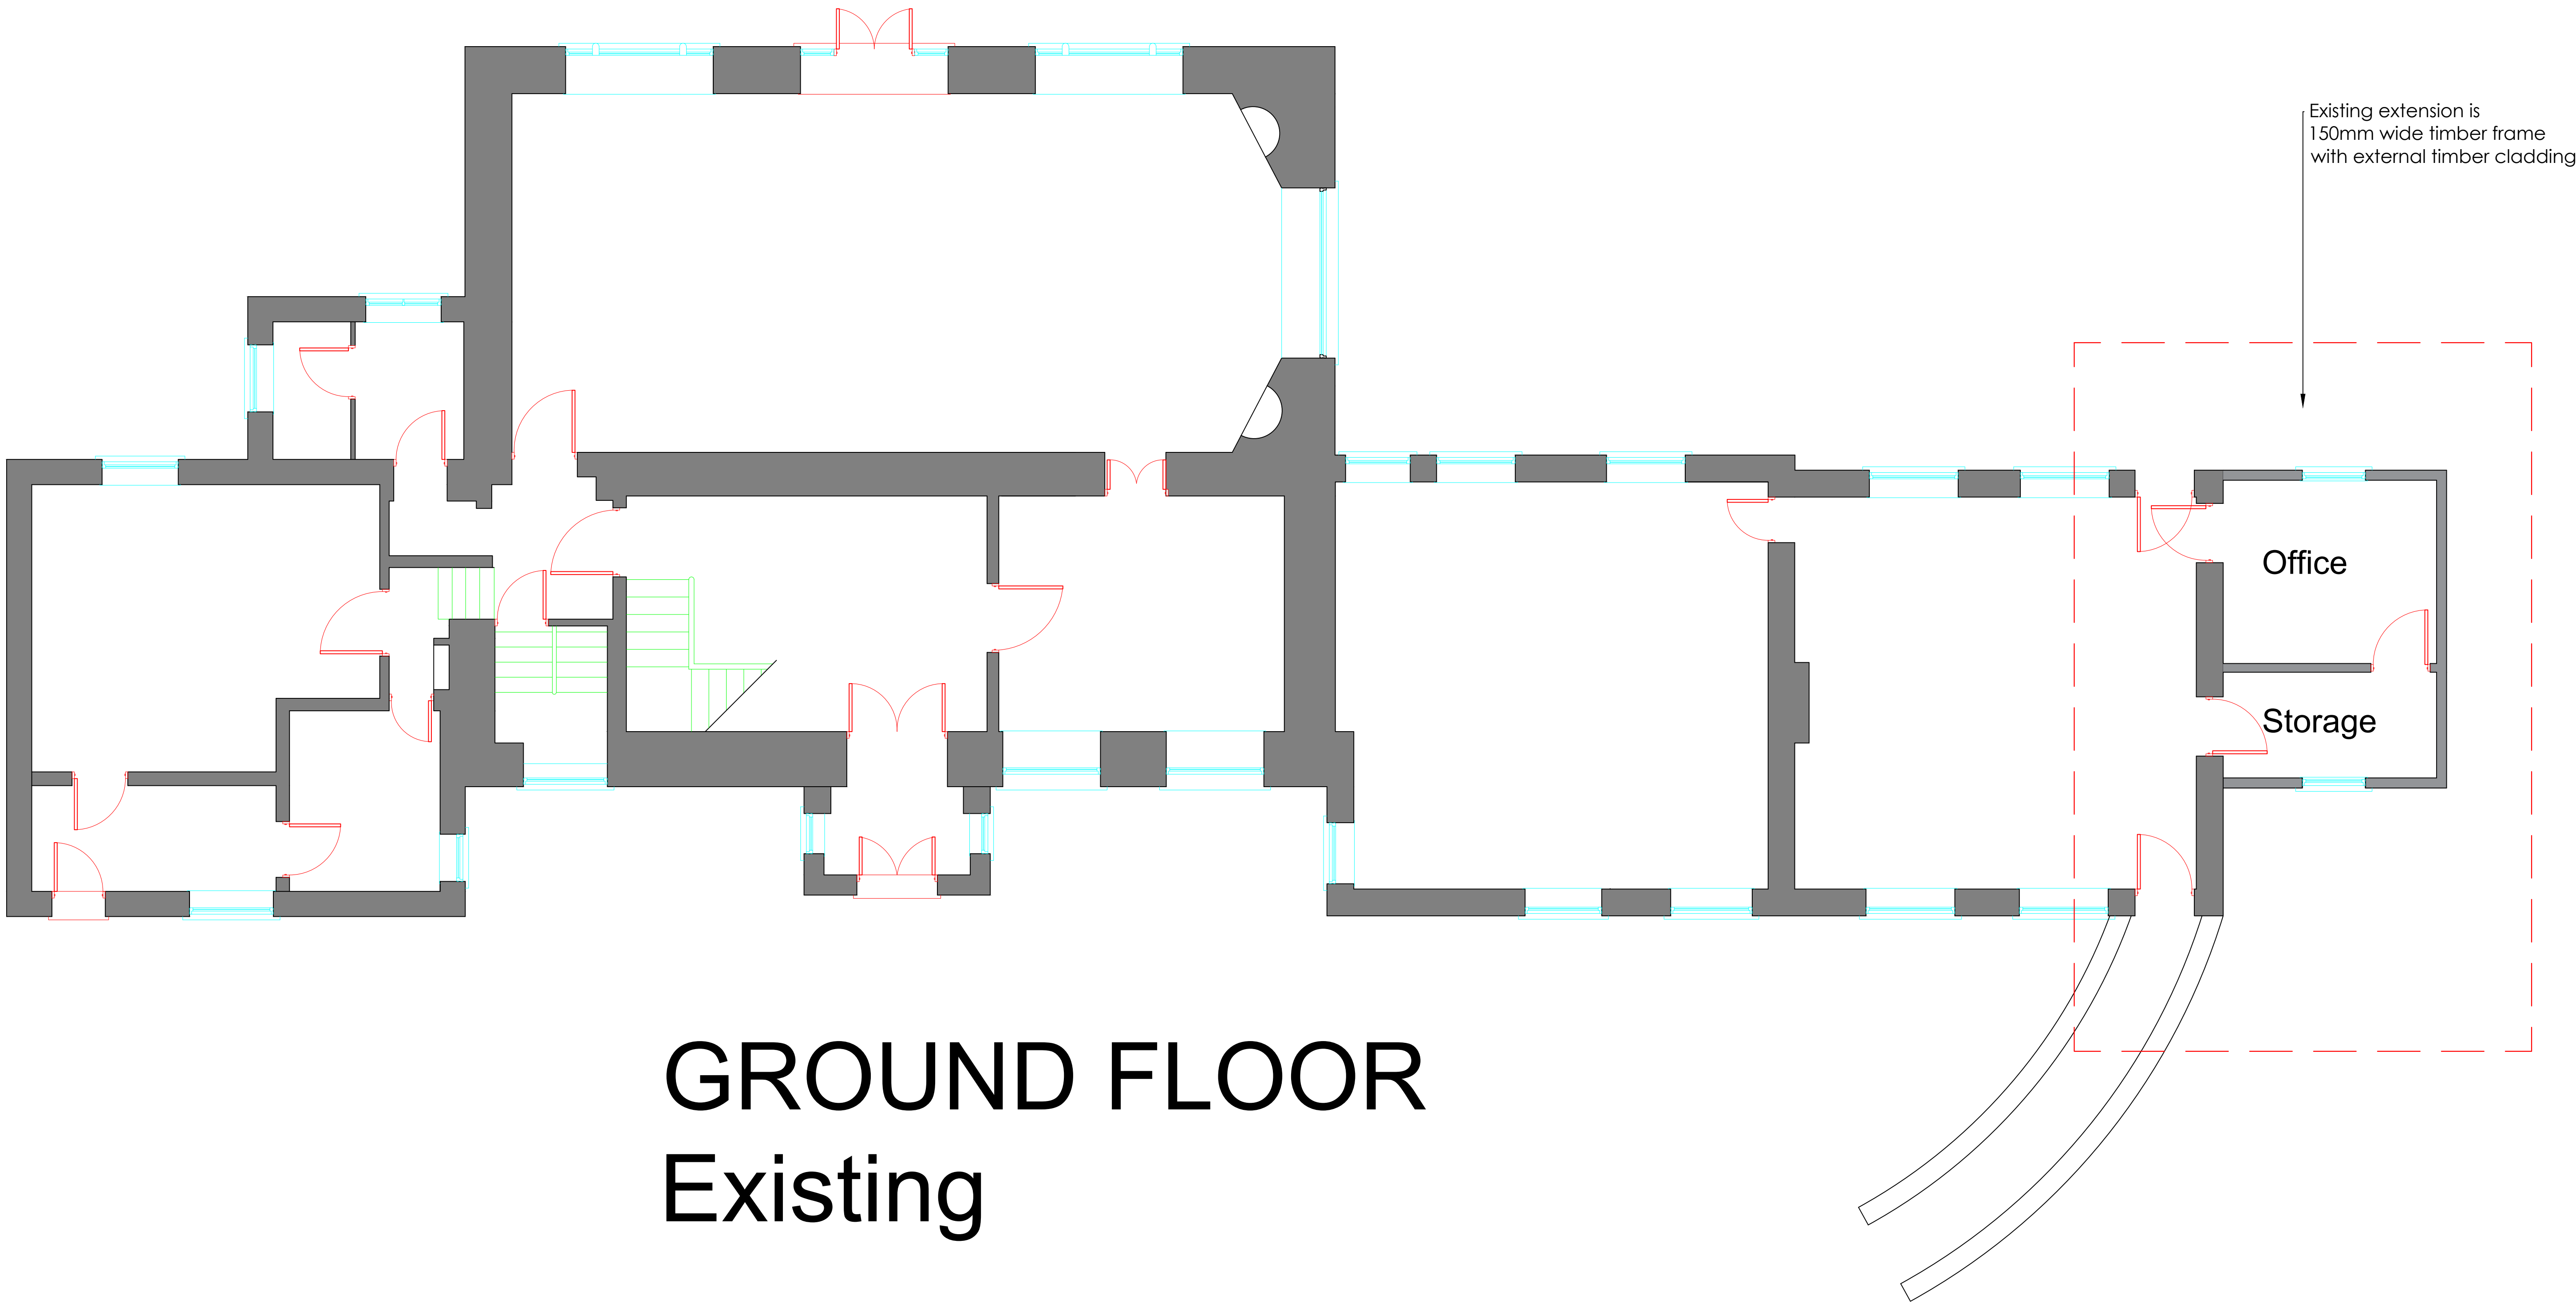 Existing extension is
150mm wide timber frame
with external timber cladding
Office
Storage
GROUND FLOOR
Existing